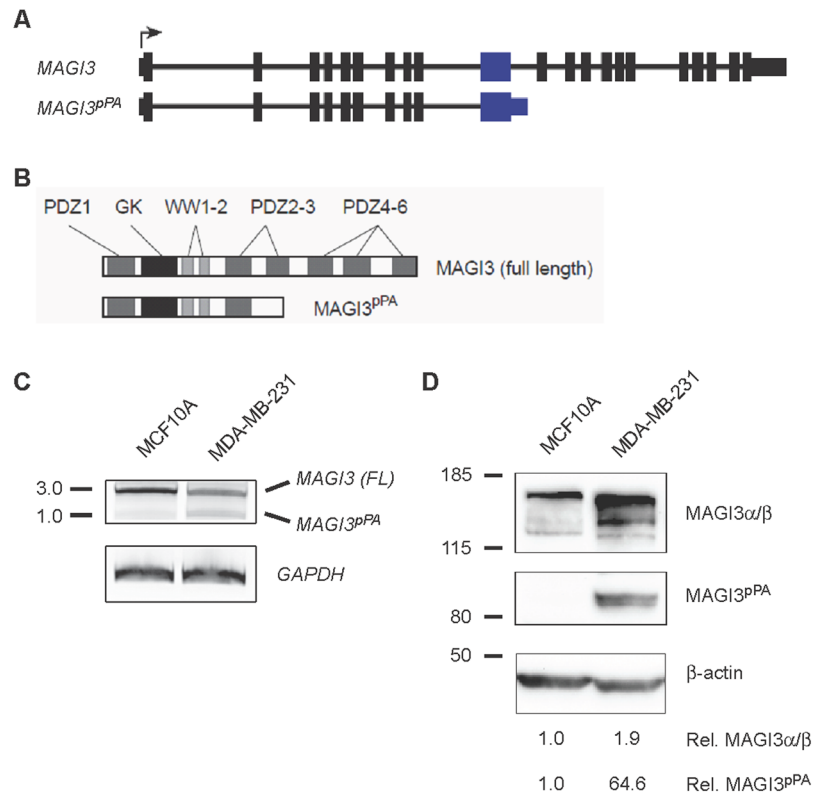 A
MAGI3
MAGI3pPA
B
PDZ1 GK WW1-2 PDZ2-3 PDZ4-6
MAGI3 (full length)
MAGI3pPA
C
MCF10A MDA-MB-231
3.0 MAGI3 (FL)
1.0 MAGI3pPA
GAPDH
D
MCF10A MDA-MB-231
185
MAGI3α/β
115
MAGI3pPA
80
50
β-actin
1.0 1.9 Rel. MAGI3α/β
1.0 64.6 Rel. MAGI3pPA